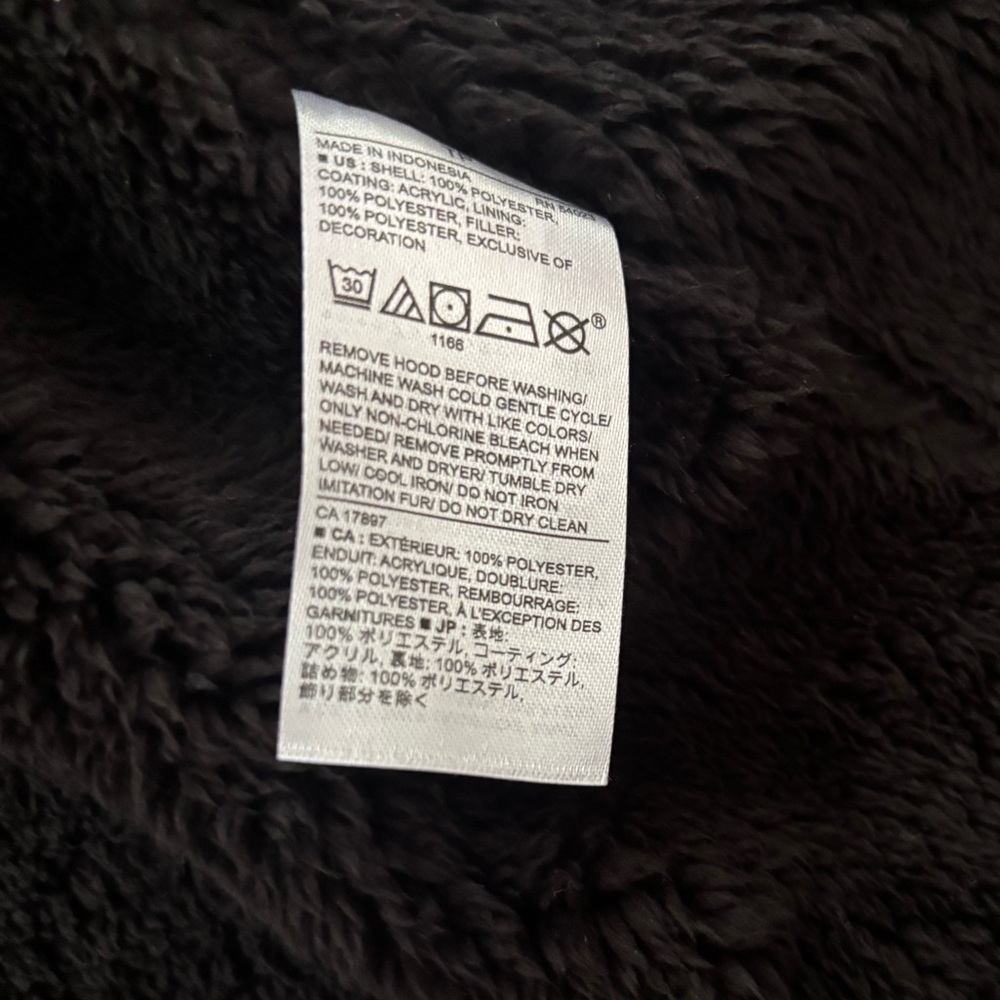 MADE IN INDONESIA
■ US : SHELL: 100% POLYESTER,
COATING: ACRYLIC, LINING:
100% POLYESTER, FILLER:
100% POLYESTER, EXCLUSIVE OF
DECORATION
30
®
1166
REMOVE HOOD BEFORE WASHING/
MACHINE WASH COLD GENTLE CYCLE/
WASH AND DRY WITH LIKE COLORS/
ONLY NON-CHLORINE BLEACH WHEN
NEEDED/ REMOVE PROMPTLY FROM
WASHER AND DRYER/ TUMBLE DRY
LOW/ COOL IRON/ DO NOT IRON
IMITATION FUR/ DO NOT DRY CLEAN
CA 17897
■ CA : EXTÉRIEUR: 100% POLYESTER,
ENDUIT: ACRYLIQUE, DOUBLURE:
100% POLYESTER, REMBOURRAGE:
100% POLYESTER, À L'EXCEPTION DES
GARNITURES ■ JP : 表地:
100% ポリエステル, コーティング:
アクリル, 裏地: 100% ポリエステル,
詰め物: 100% ポリエステル,
飾り部分を除く